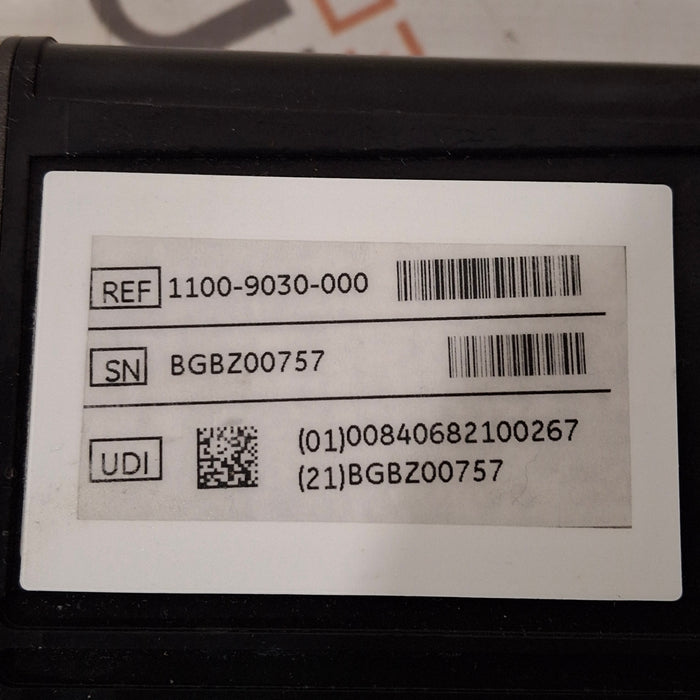 REF 1100-9030-000
SN BGBZ00757
UDI (01)00840682100267
(21)BGBZ00757